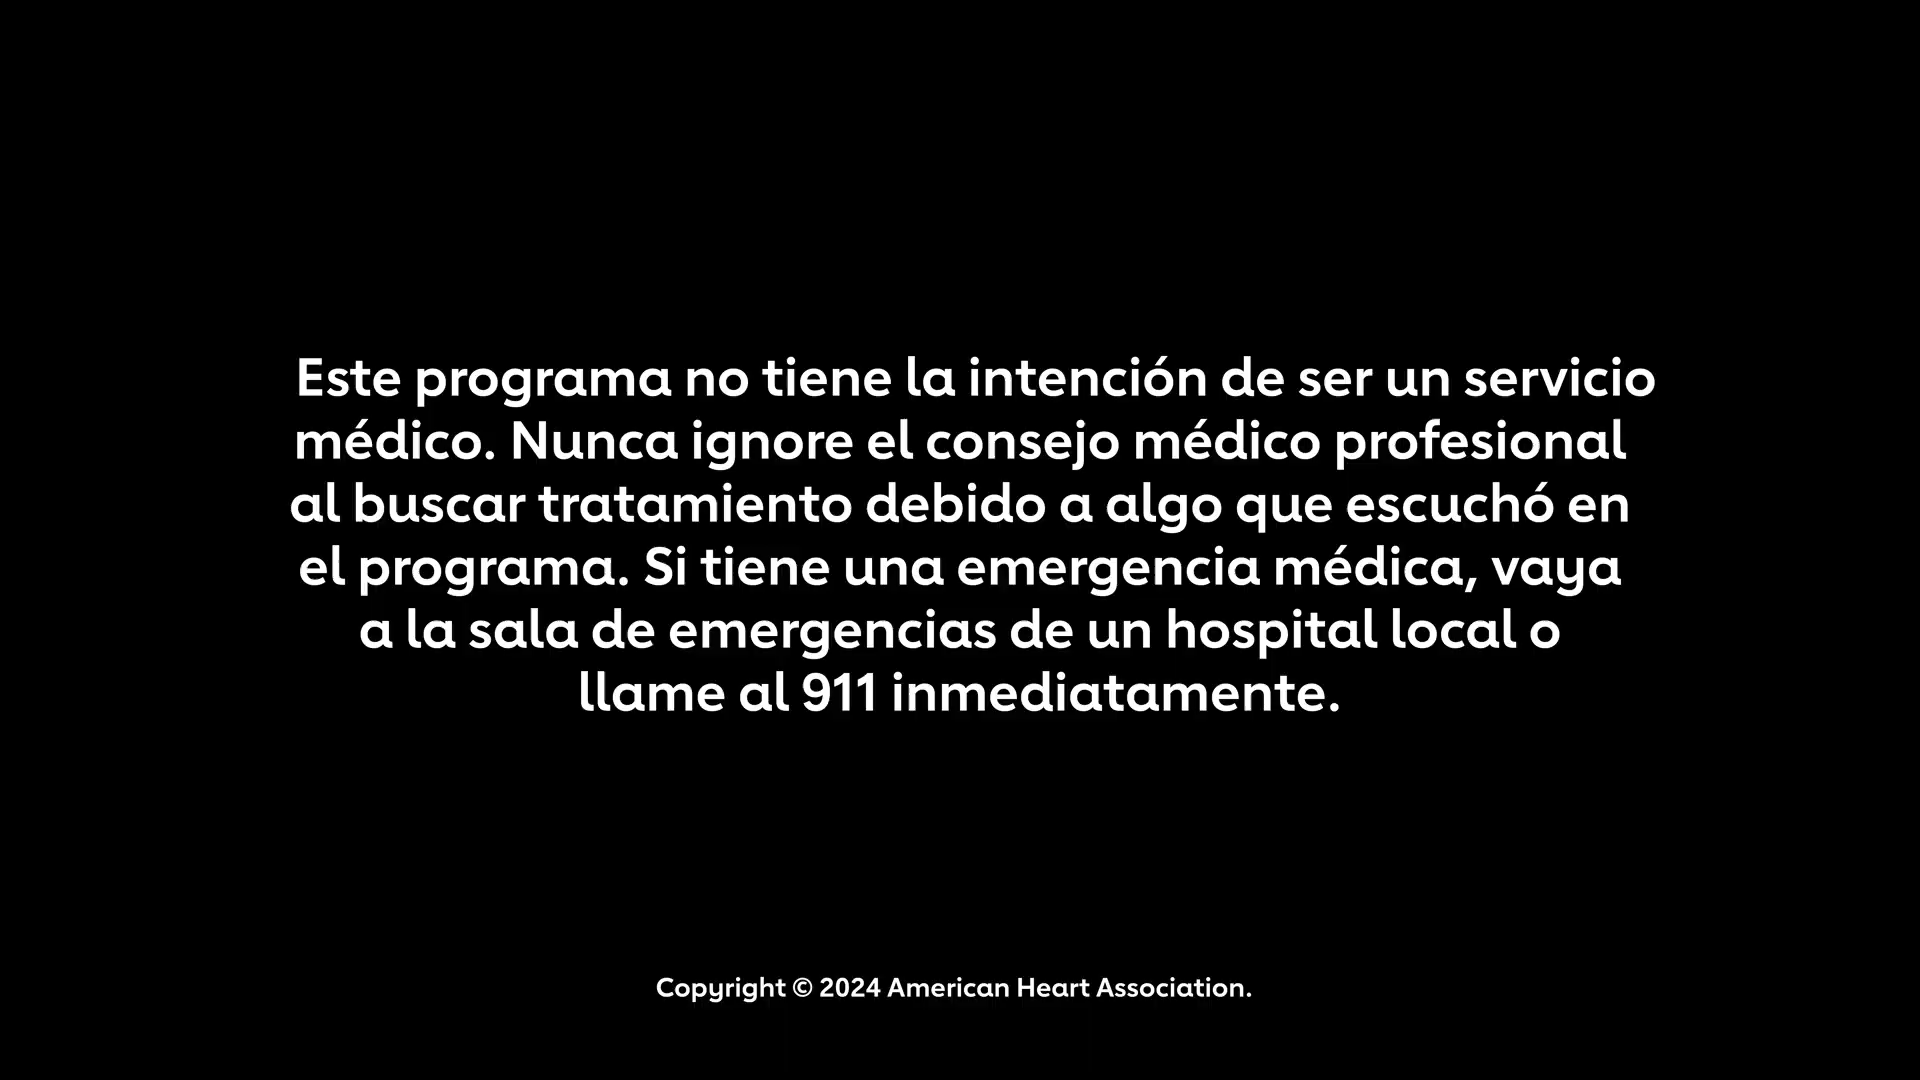 Este programa no tiene la intención de ser un servicio
médico. Nunca ignore el consejo médico profesional
al buscar tratamiento debido a algo que escuchó en
el programa. Si tiene una emergencia médica, vaya
a la sala de emergencias de un hospital local o
llame al 911 inmediatamente.
Copyright © 2024 American Heart Association.